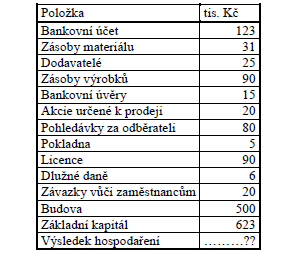 Položka tis. Kč
Bankovní účet 123
Zásoby materiálu 31
Dodavatelé 25
Zásoby výrobků 90
Bankovní úvěry 15
Akcie určené k prodeji 20
Pohledávky za odběrateli 80
Pokladna 5
Licence 90
Dlužné daně 6
Závazky vůči zaměstnancům 20
Budova 500
Základní kapitál 623
Výsledek hospodaření ………??